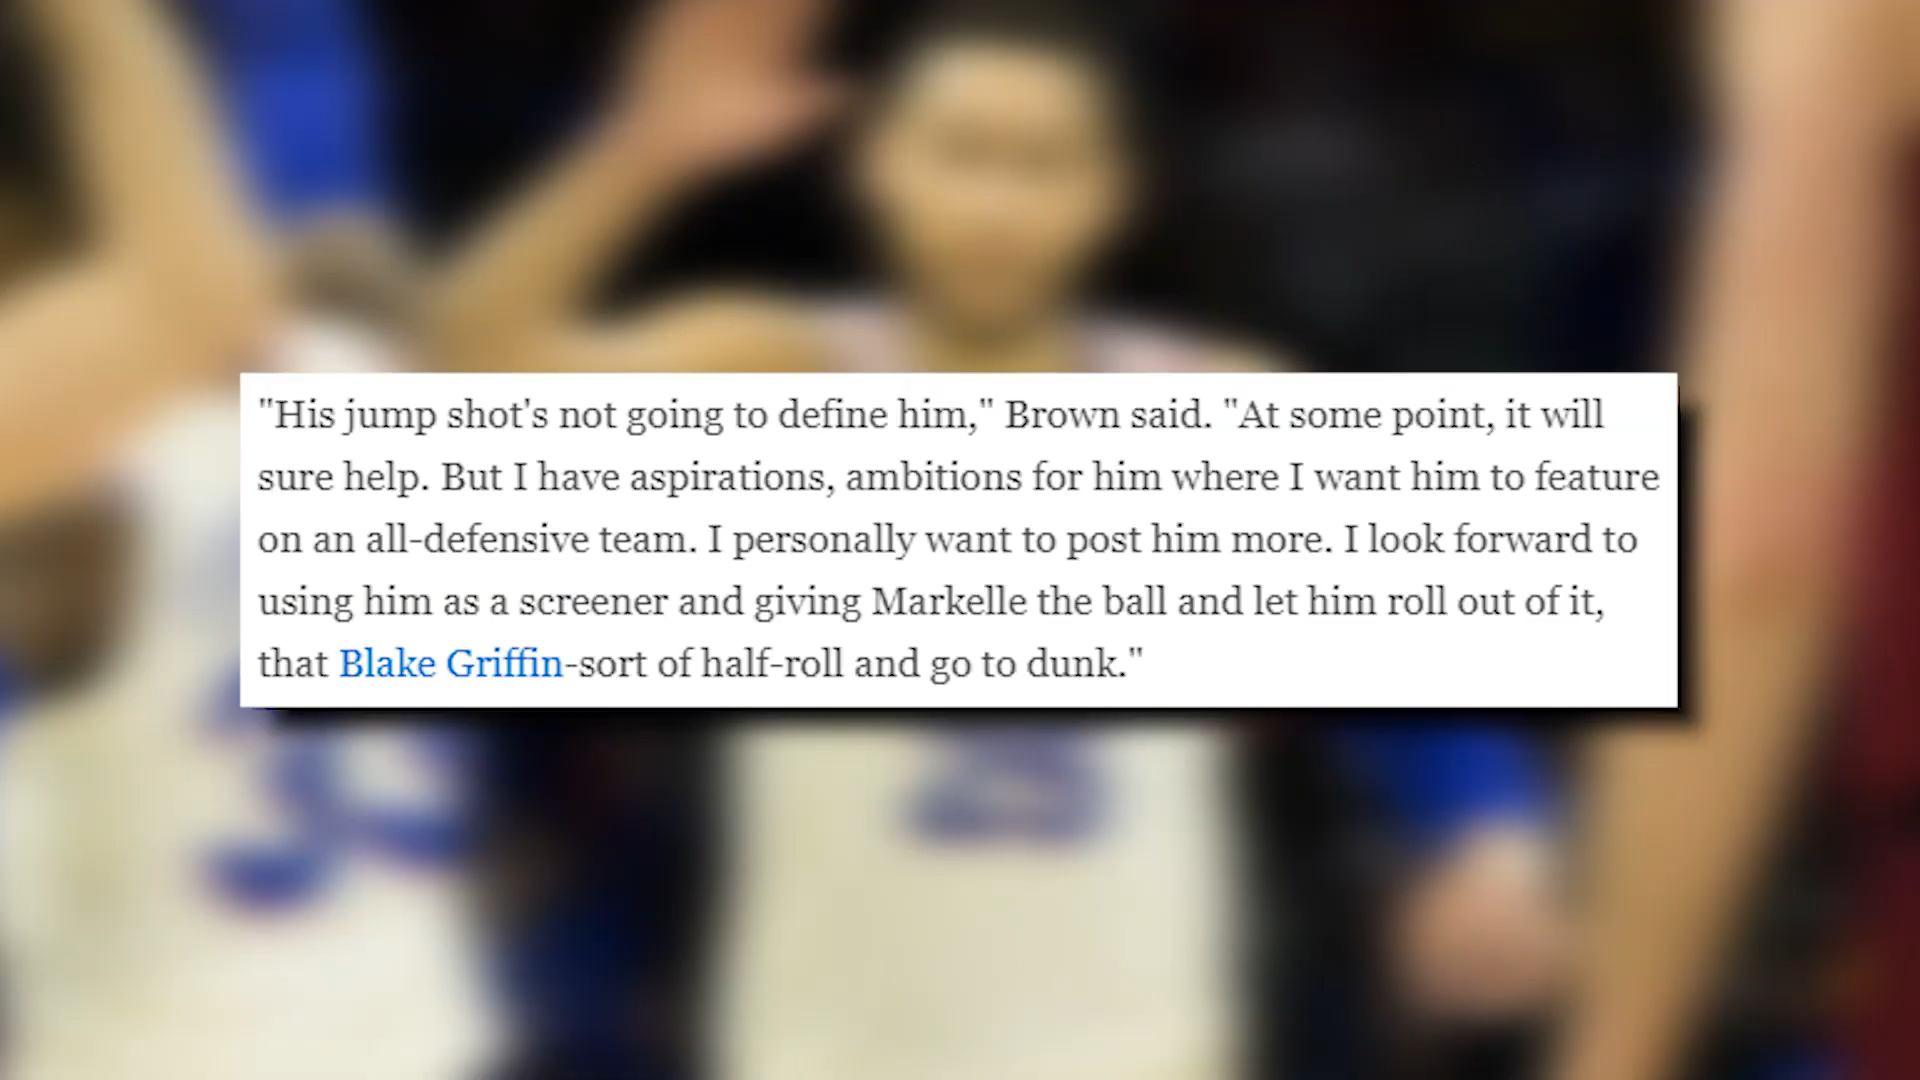 "His jump shot's not going to define him," Brown said. "At some point, it will
sure help. But I have aspirations, ambitions for him where I want him to feature
on an all-defensive team. I personally want to post him more. I look forward to
using him as a screener and giving Markelle the ball and let him roll out of it,
that Blake Griffin-sort of half-roll and go to dunk."